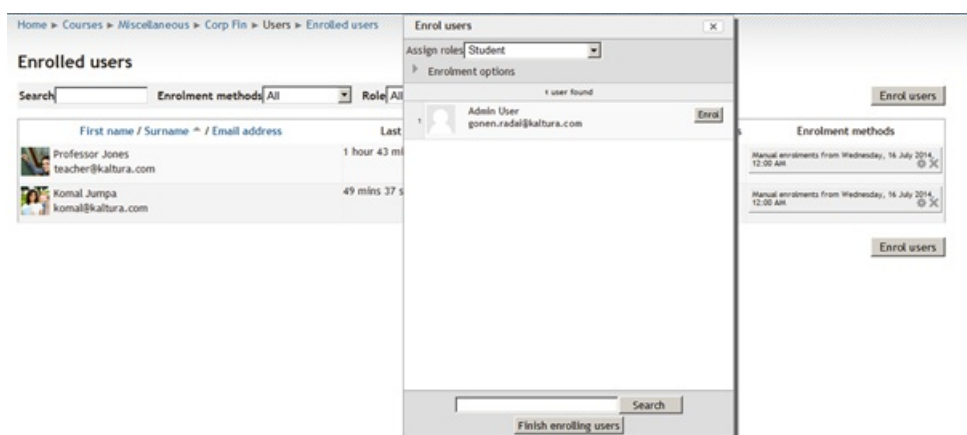 Home ► Courses ► Miscellaneous ► Corp Fin ► Users ► Enrolled users
Enrolled users
Search
Enrolment methods All
Role All
Enrol users
First name / Surname ^ / Email address
Last
s
Enrolment methods
Professor Jones
teacher@kaltura.com
1 hour 43 mi
Manual enrolments from Wednesday, 16 July 2014,
12:00 AM
Komal Jumpa
komal@kaltura.com
49 mins 37 s
Manual enrolments from Wednesday, 16 July 2014,
12:00 AM
Enrol users
Enrol users
Assign roles Student
Enrolment options
1 user found
1
Admin User
gonen.radai@kaltura.com
Enrol
Search
Finish enrolling users